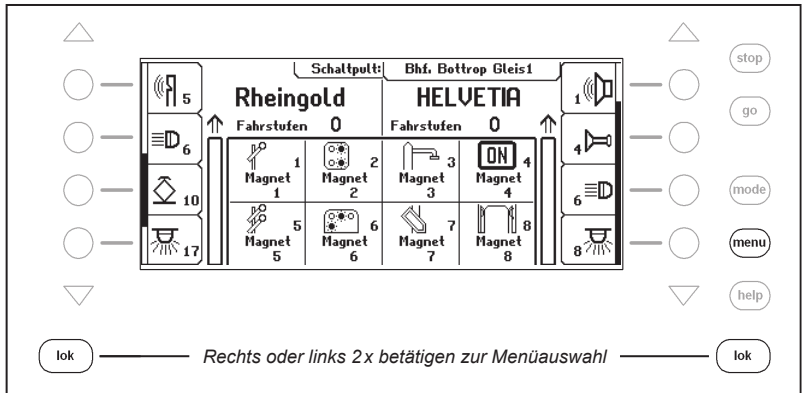 Schaltpult: Bhf. Bottrop Gleis1
Rheingold HELVETIA
Fahrstufen 0 Fahrstufen 0
5
6
10
17
1
4
6
8
1 Magnet 1
2 Magnet 2
3 Magnet 3
ON 4 Magnet 4
5 Magnet 5
6 Magnet 6
7 Magnet 7
8 Magnet 8
stop
go
mode
menu
help
lok Rechts oder links 2x betätigen zur Menüauswahl lok